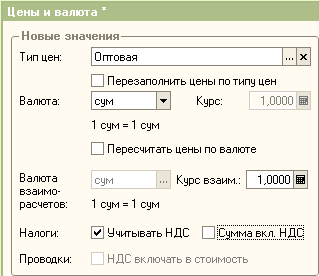 Цены и валюта *
Новые значения
Тип цен: Оптовая ... ×
Перезаполнить цены по типу цен
Валюта: сум Курс: 1,0000
1 сум = 1 сум
Пересчитать цены по валюте
Валюта
взаимо- сум ... Курс взаим.: 1,0000
расчетов: 1 сум = 1 сум
Налоги: Учитывать НДС Сумма вкл. НДС
Проводки: НДС включать в стоимость